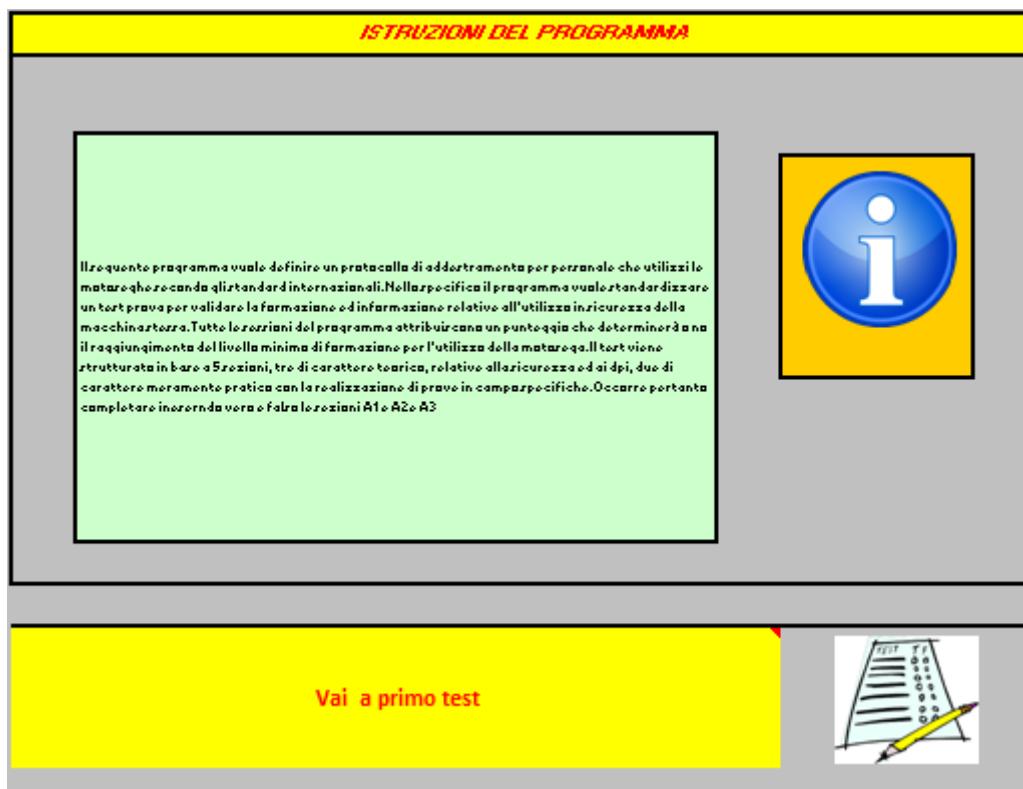 ISTRUZIONI DEL PROGRAMMA
Il seguente programma vuole definire un protocollo di addestramento per personale che utilizzi le
motoseghe secondo gli standard internazionali. Nello specifico il programma vuole standardizzare
un test prova per validare la formazione ed informazione relative all'utilizzo in sicurezza della
macchina stessa. Tutte le sessioni del programma attribuiscono un punteggio che determinerà o no
il raggiungimento del livello minimo di formazione per l'utilizzo della motosega. Il test viene
strutturato in base a 5 sezioni, tre di carattere teorico, relative alla sicurezza ed ai dpi, due di
carattere meramente pratico con la realizzazione di prove in campo specifiche. Occorre pertanto
completare inserndo vero o falso le sezioni A1 e A2 e A3
TEST T F
Vai a primo test